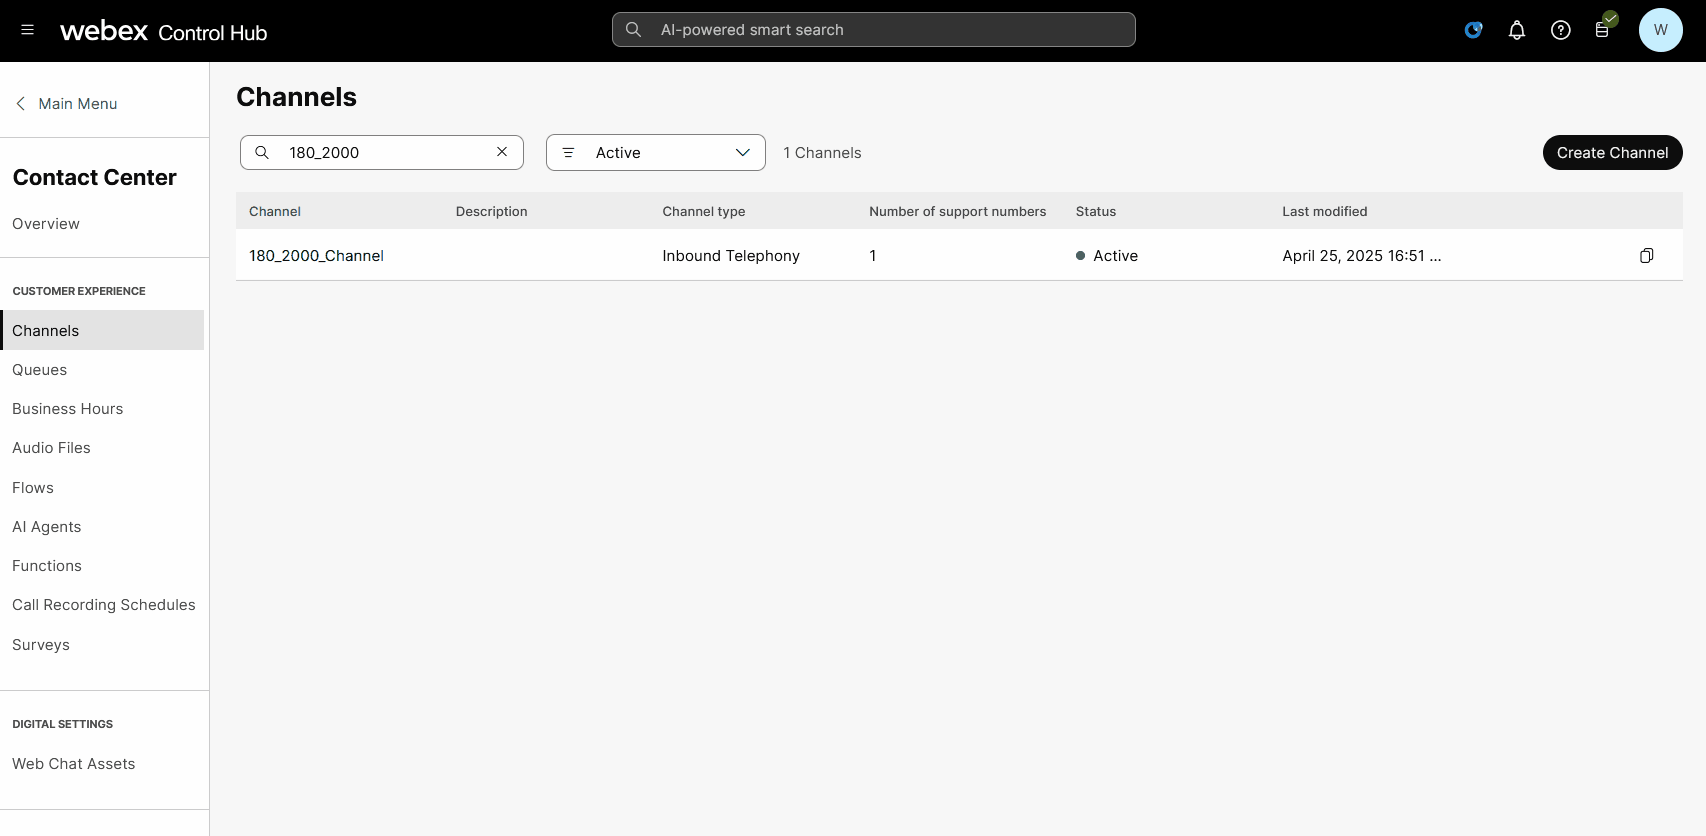 webex Control Hub
AI-powered smart search
W
Main Menu
Contact Center
Overview
CUSTOMER EXPERIENCE
Channels
Queues
Business Hours
Audio Files
Flows
AI Agents
Functions
Call Recording Schedules
Surveys
DIGITAL SETTINGS
Web Chat Assets
Channels
180_2000
Active
1 Channels
Create Channel
Channel Description Channel type Number of support numbers Status Last modified
180_2000_Channel Inbound Telephony 1 Active April 25, 2025 16:51 ...